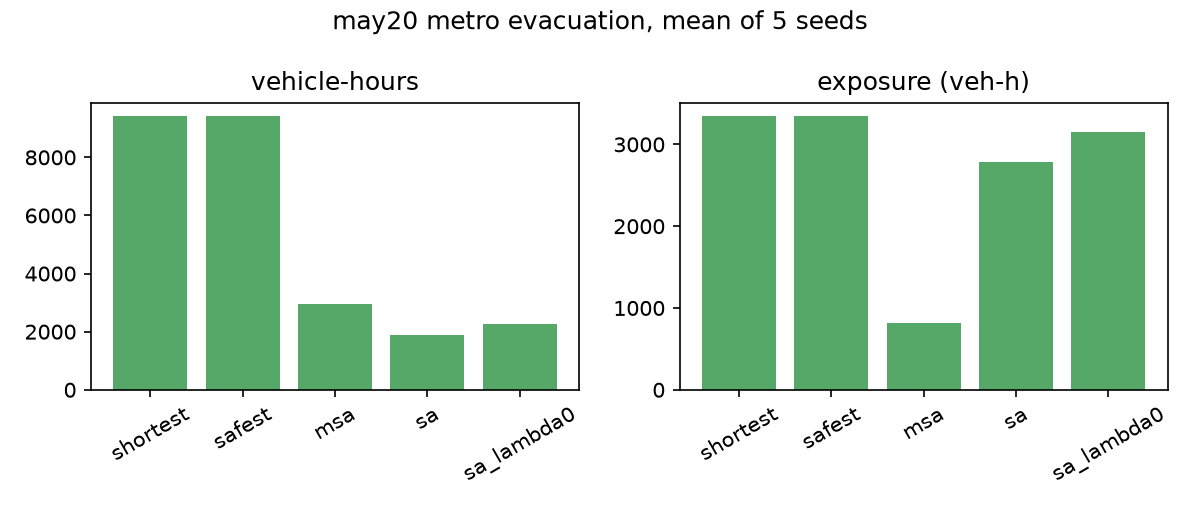 may20 metro evacuation, mean of 5 seeds
vehicle-hours
8000
6000
4000
2000
0
shortest
safest
msa
sa
sa_lambda0
exposure (veh-h)
3000
2000
1000
0
shortest
safest
msa
sa
sa_lambda0